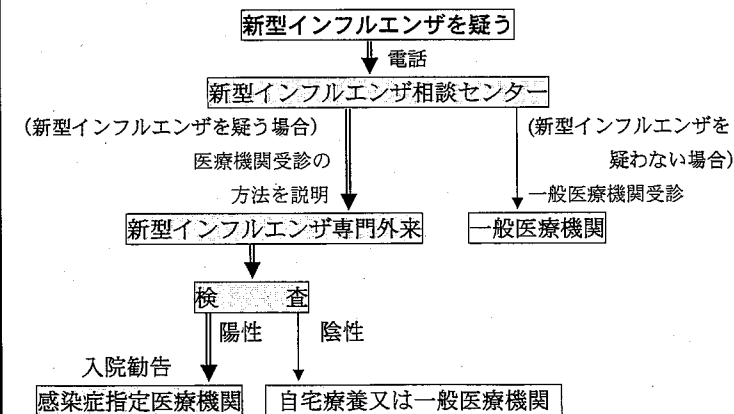 新型インフルエンザを疑う
電話
新型インフルエンザ相談センター
（新型インフルエンザを疑う場合）
医療機関受診の
方法を説明
(新型インフルエンザを
疑わない場合)
一般医療機関受診
新型インフルエンザ専門外来
一般医療機関
検　　査
陽性
陰性
入院勧告
感染症指定医療機関
自宅療養又は一般医療機関